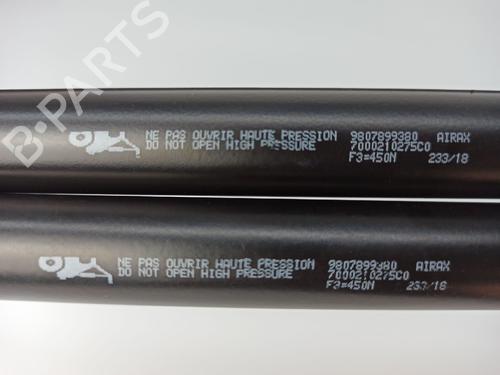 B-PARTS
NE PAS OUVRIR HAUTE PRESSION 9807899380 AIRAX
DO NOT OPEN HIGH PRESSURE 7000210275C0
F3=450N 233/18
NE PAS OUVRIR HAUTE PRESSION 9807899380 AIRAX
DO NOT OPEN HIGH PRESSURE 7000210275C0
F3=450N 233/18